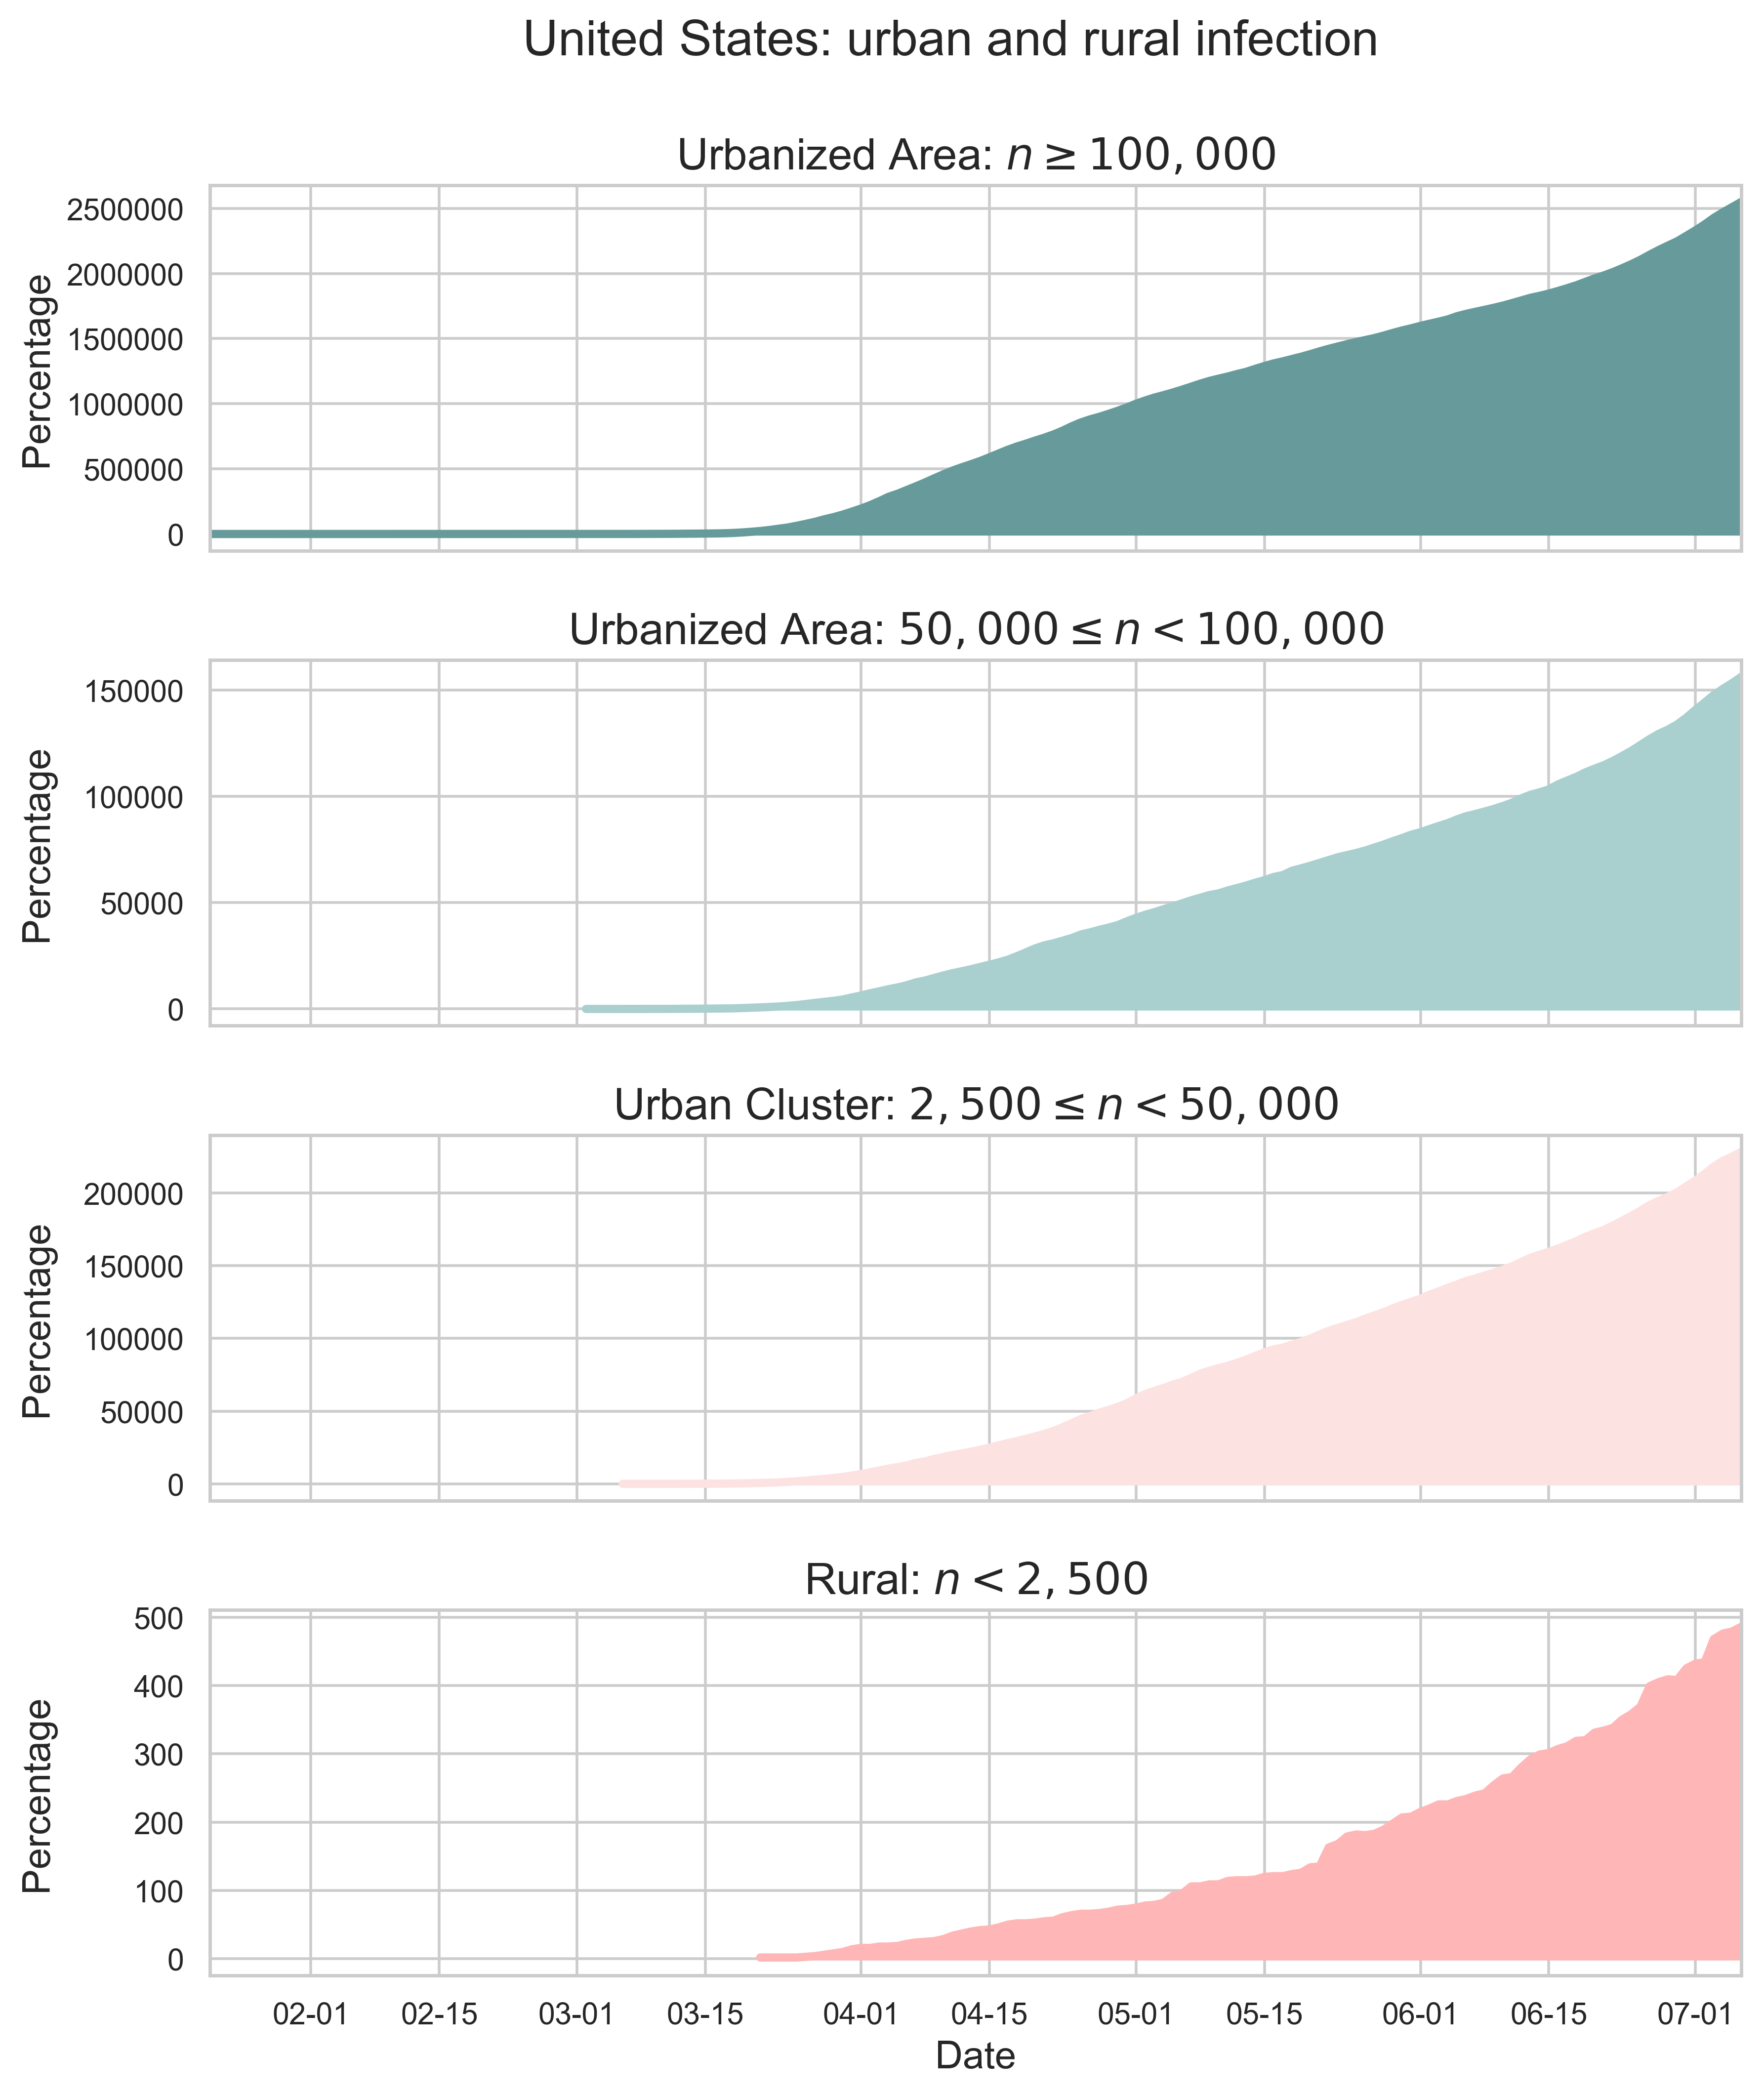 United States: urban and rural infection
Urbanized Area: n ≥ 100,000
Percentage
2500000
2000000
1500000
1000000
500000
0
Urbanized Area: 50,000 ≤ n < 100,000
Percentage
150000
100000
50000
0
Urban Cluster: 2,500 ≤ n < 50,000
Percentage
200000
150000
100000
50000
0
Rural: n < 2,500
Percentage
500
400
300
200
100
0
02-01 02-15 03-01 03-15 04-01 04-15 05-01 05-15 06-01 06-15 07-01
Date